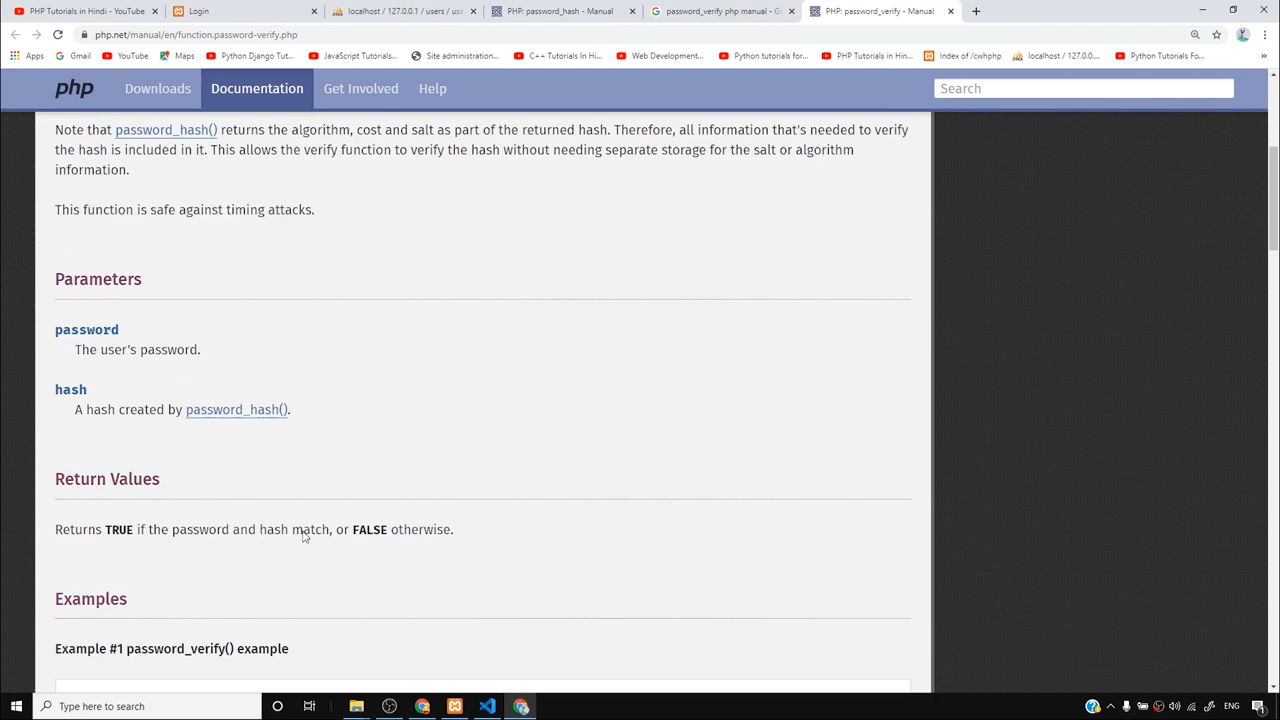 PHP Tutorials in Hindi - YouTube
Login
localhost / 127.0.0.1 / users / use
PHP: password_hash - Manual
password_verify php manual - Go
PHP: password_verify - Manual
php.net/manual/en/function.password-verify.php
Apps
Gmail
YouTube
Maps
Python Django Tut...
JavaScript Tutorials...
Site administration...
C++ Tutorials In Hi...
Web Development...
Python tutorials for...
PHP Tutorials in Hin...
Index of /cwhphp
localhost / 127.0.0....
Python Tutorials Fo...
»
php
Downloads
Documentation
Get Involved
Help
Search
Note that password_hash() returns the algorithm, cost and salt as part of the returned hash. Therefore, all information that's needed to verify
the hash is included in it. This allows the verify function to verify the hash without needing separate storage for the salt or algorithm
information.
This function is safe against timing attacks.
Parameters
password
The user's password.
hash
A hash created by password_hash().
Return Values
Returns TRUE if the password and hash match, or FALSE otherwise.
Examples
Example #1 password_verify() example
Type here to search
ENG